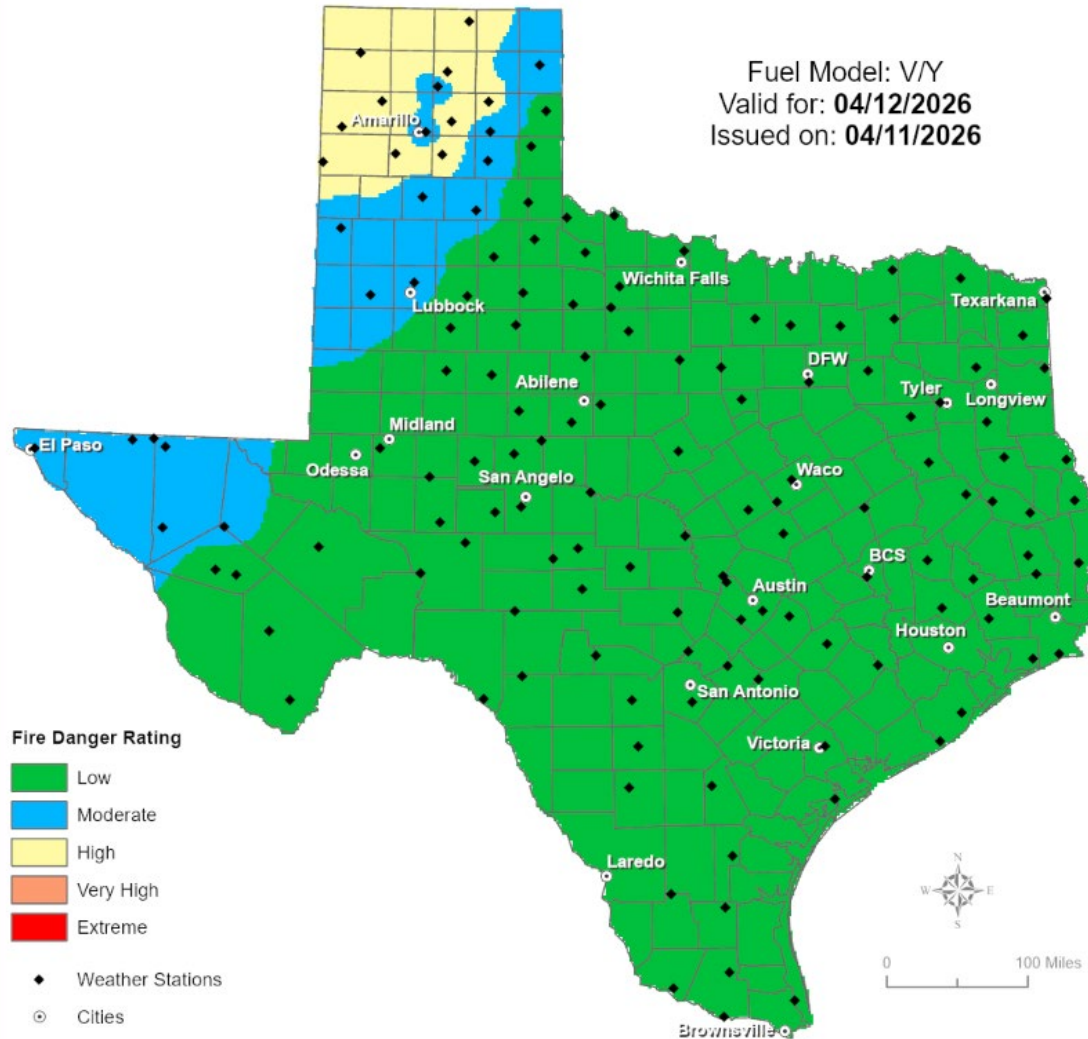 Fuel Model: V/Y
Valid for: 04/12/2026
Issued on: 04/11/2026
Amarillo
Lubbock
Wichita Falls
Texarkana
DFW
Abilene
Tyler
Longview
Midland
El Paso
Odessa
San Angelo
Waco
BCS
Austin
Beaumont
Houston
San Antonio
Victoria
Laredo
Brownsville
Fire Danger Rating
Low
Moderate
High
Very High
Extreme
Weather Stations
Cities
N
W E
S
0 100 Miles